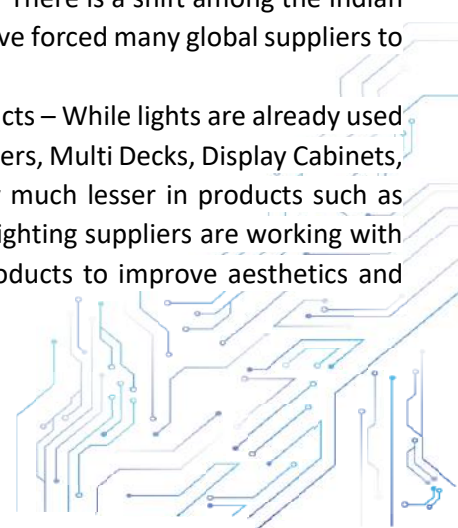 There is a shift among the Indian
ve forced many global suppliers to
cts – While lights are already used
ers, Multi Decks, Display Cabinets,
much lesser in products such as
ighting suppliers are working with
oducts to improve aesthetics and